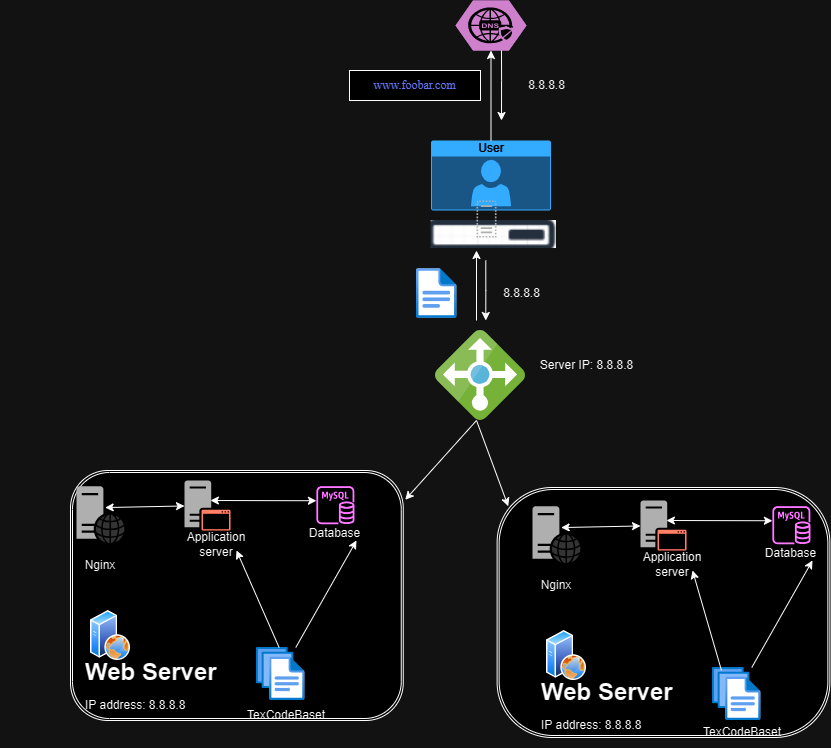 DNS
www.foobar.com
8.8.8.8
User
8.8.8.8
Server IP: 8.8.8.8
MySQL
Application
server
Database
Nginx
Web Server
IP address: 8.8.8.8
TexCodeBaset
MySQL
Application
server
Database
Nginx
Web Server
IP address: 8.8.8.8
TexCodeBaset